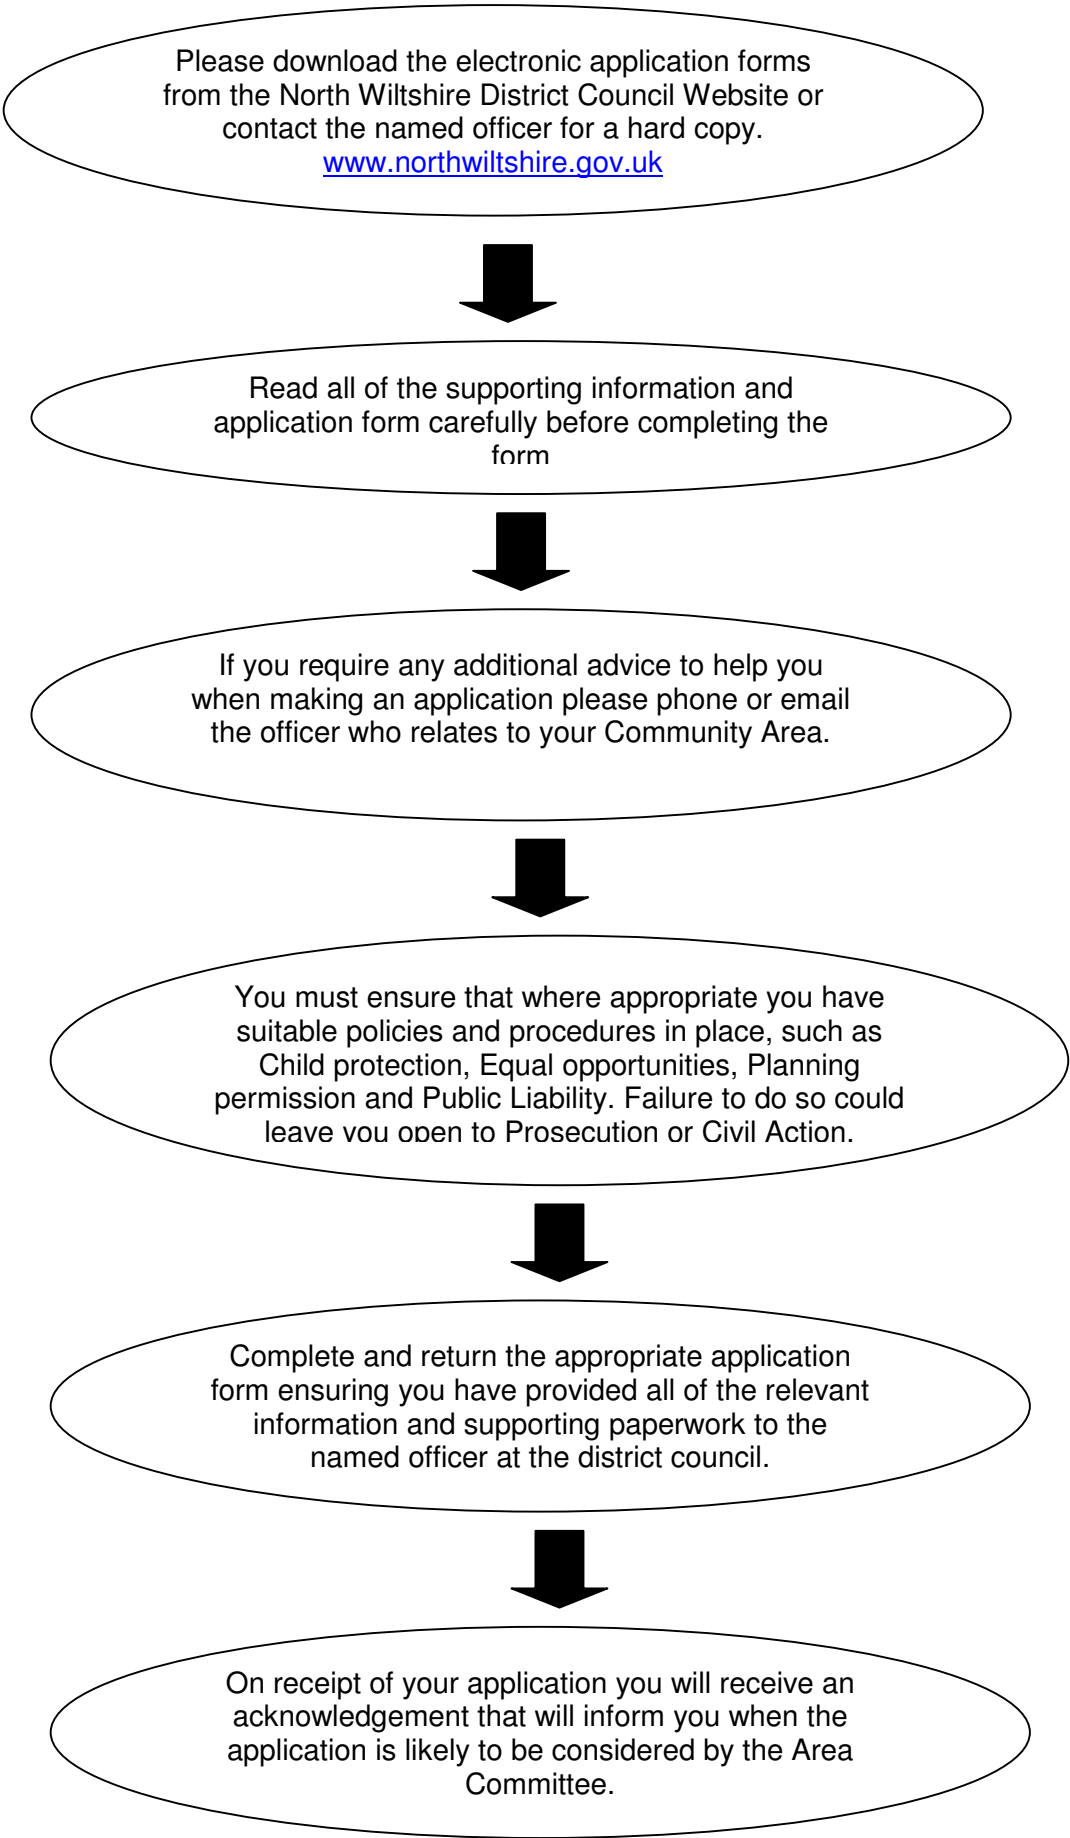 Please download the electronic application forms
from the North Wiltshire District Council Website or
contact the named officer for a hard copy.
www.northwiltshire.gov.uk
Read all of the supporting information and
application form carefully before completing the
form
If you require any additional advice to help you
when making an application please phone or email
the officer who relates to your Community Area.
You must ensure that where appropriate you have
suitable policies and procedures in place, such as
Child protection, Equal opportunities, Planning
permission and Public Liability. Failure to do so could
leave you open to Prosecution or Civil Action.
Complete and return the appropriate application
form ensuring you have provided all of the relevant
information and supporting paperwork to the
named officer at the district council.
On receipt of your application you will receive an
acknowledgement that will inform you when the
application is likely to be considered by the Area
Committee.